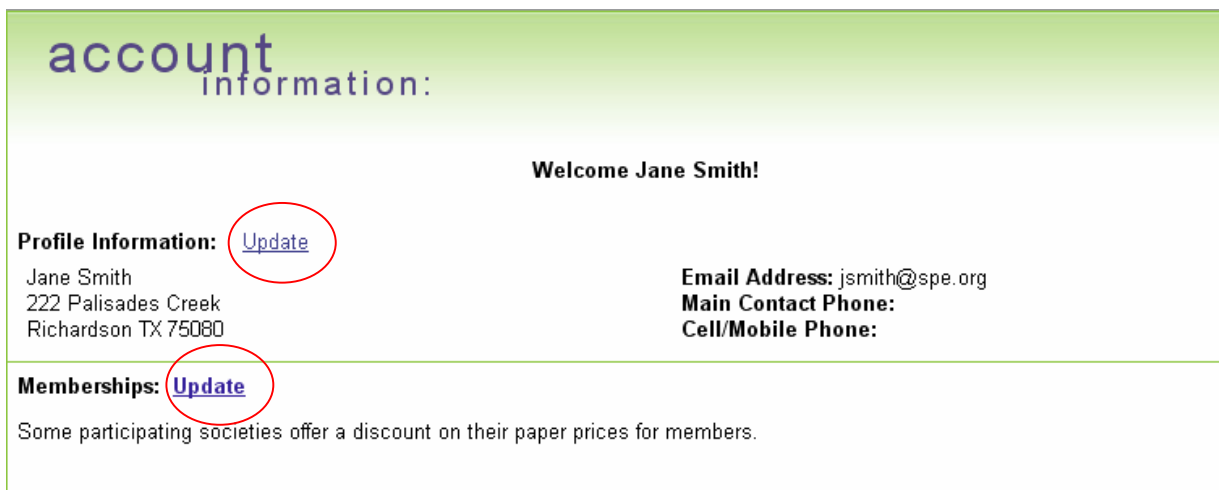 account
information:
Welcome Jane Smith!
Profile Information: Update
Jane Smith
222 Palisades Creek
Richardson TX 75080
Email Address: jsmith@spe.org
Main Contact Phone:
Cell/Mobile Phone:
Memberships: Update
Some participating societies offer a discount on their paper prices for members.